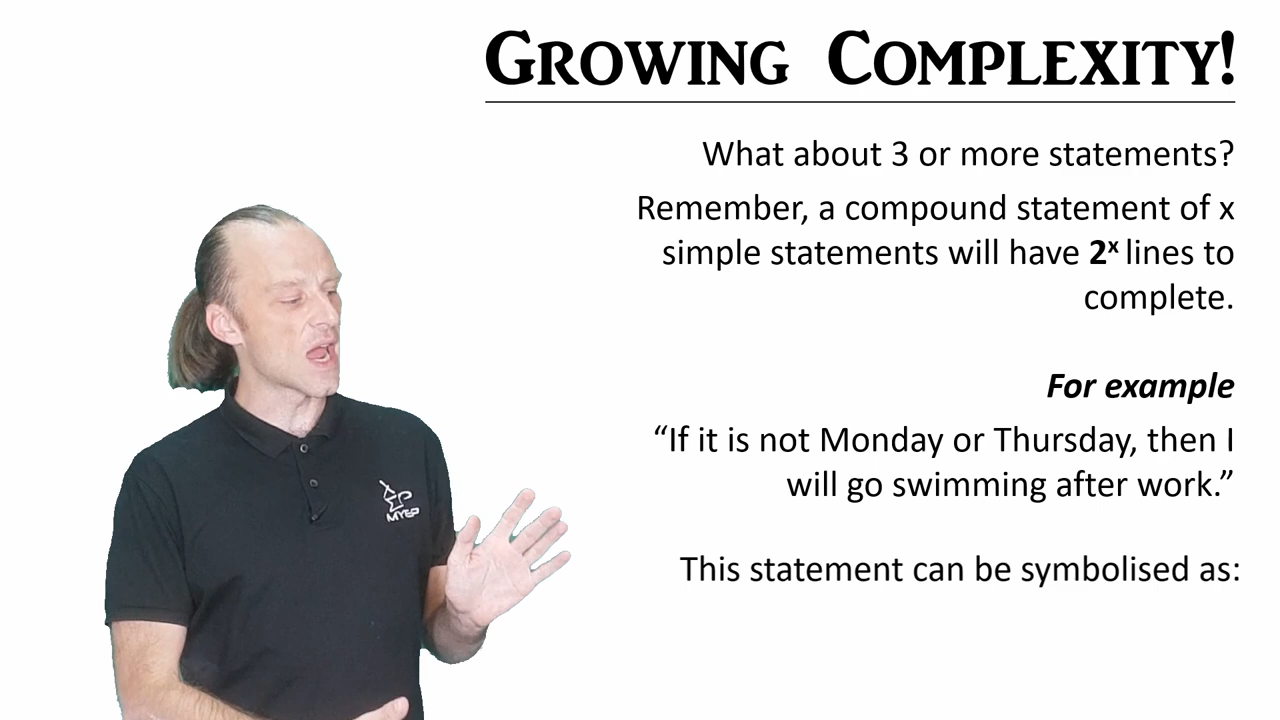 GROWING COMPLEXITY!
What about 3 or more statements?
Remember, a compound statement of x
simple statements will have 2ˣ lines to
complete.
For example
“If it is not Monday or Thursday, then I
will go swimming after work.”
This statement can be symbolised as:
MYEP